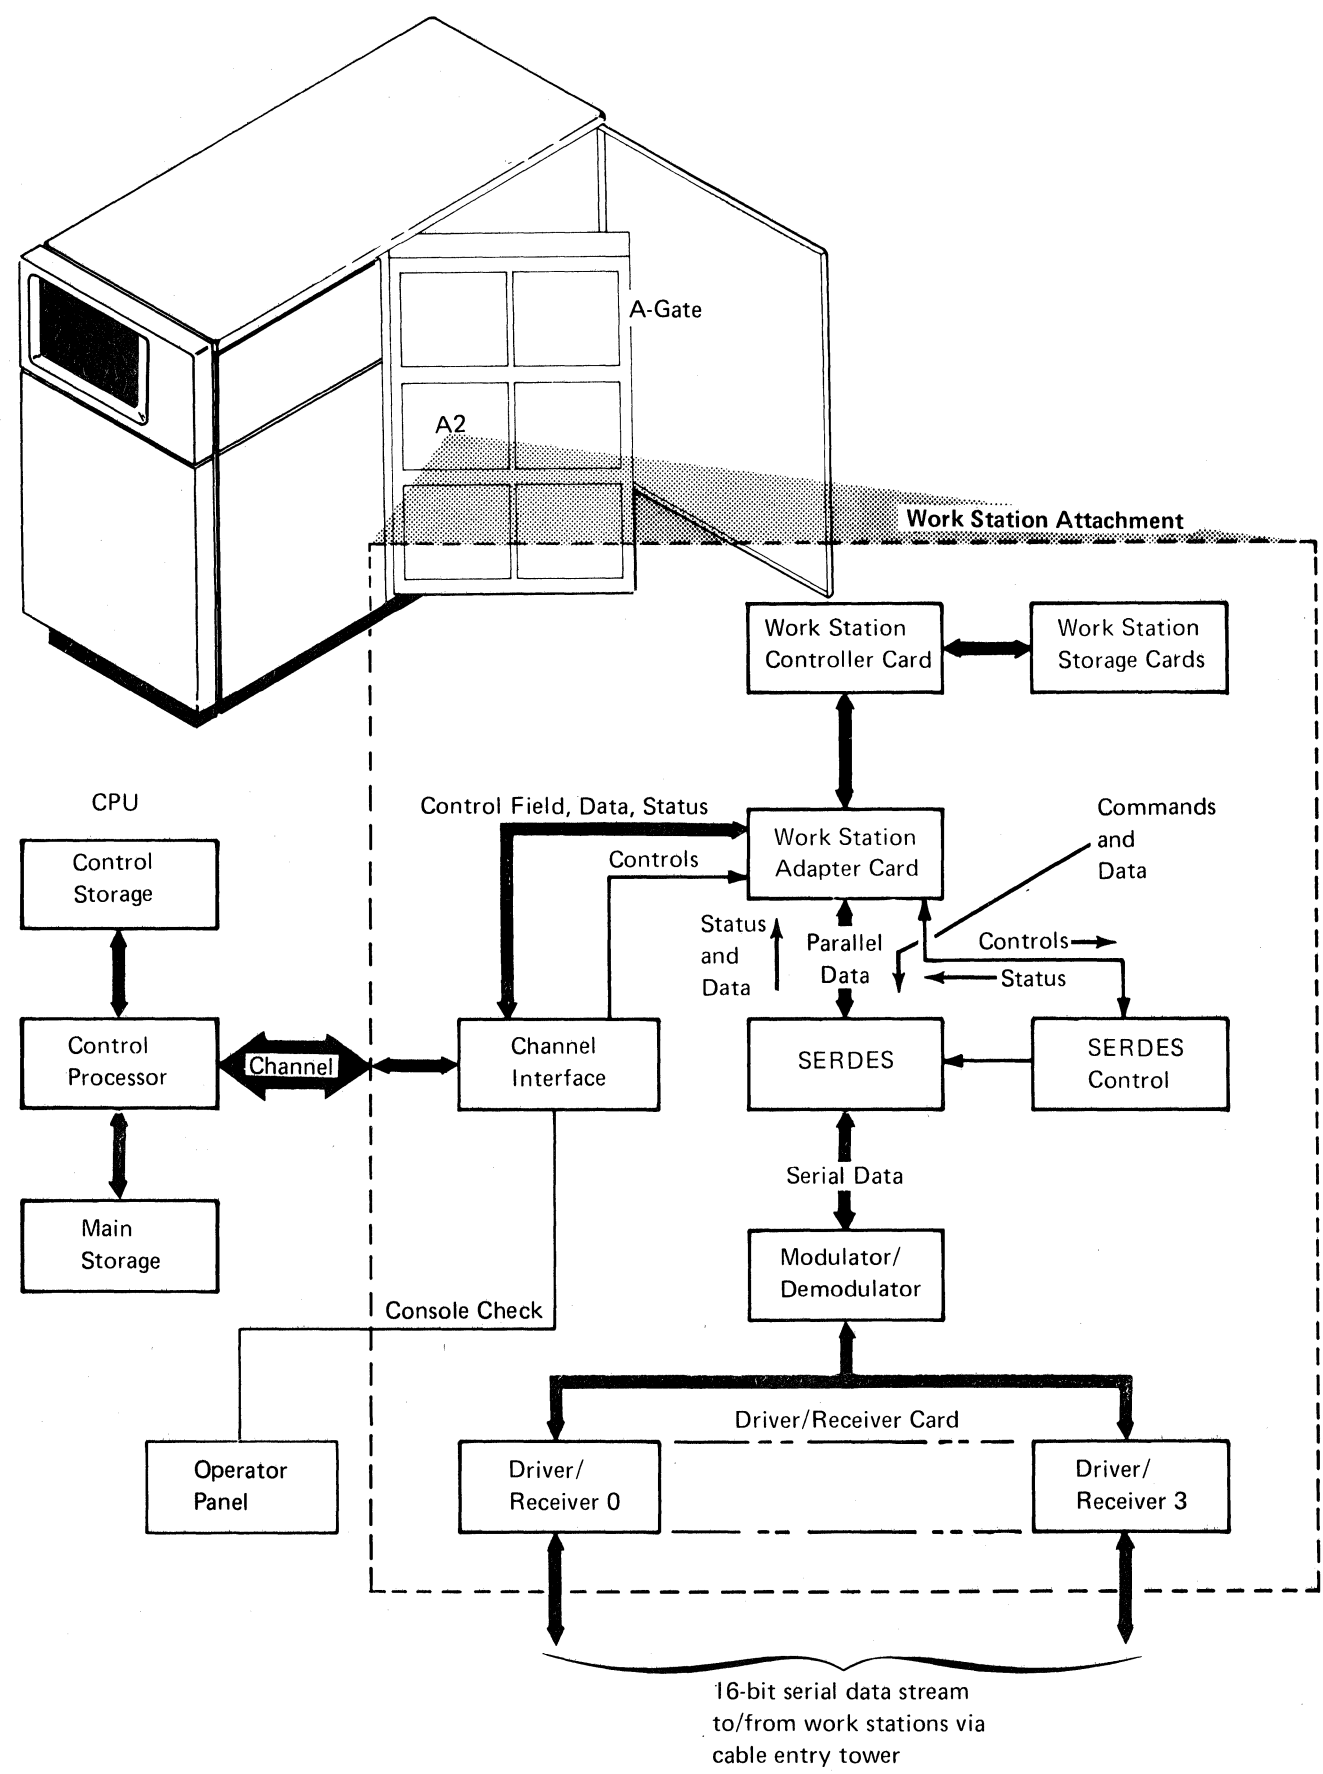 A-Gate
A2
Work Station Attachment
Work Station
Controller Card
Work Station
Storage Cards
CPU
Control
Storage
Control Field, Data, Status
Controls
Work Station
Adapter Card
Commands
and
Data
Status
and
Data
Parallel
Data
Controls
Status
Control
Processor
Channel
Channel
Interface
SERDES
SERDES
Control
Serial Data
Main
Storage
Modulator/
Demodulator
Console Check
Driver/Receiver Card
Operator
Panel
Driver/
Receiver 0
Driver/
Receiver 3
16-bit serial data stream
to/from work stations via
cable entry tower